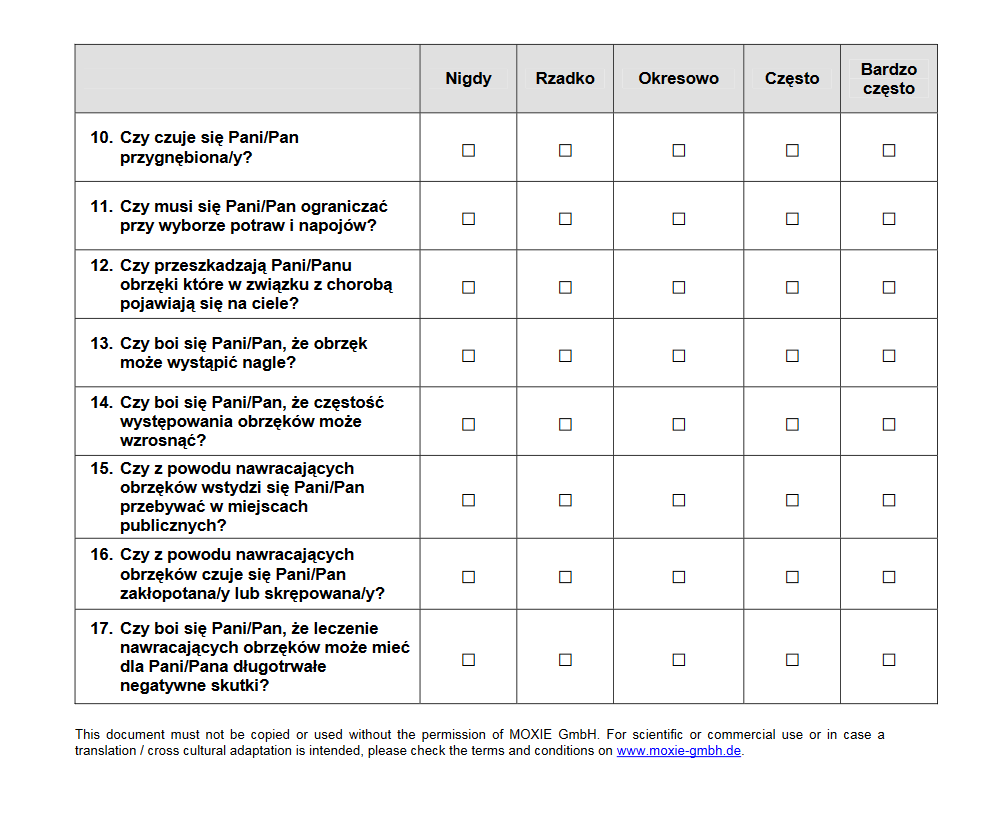 Nigdy Rzadko Okresowo Często Bardzo
często
10. Czy czuje się Pani/Pan
przygnębiona/y?
☐ ☐ ☐ ☐ ☐
11. Czy musi się Pani/Pan ograniczać
przy wyborze potraw i napojów?
☐ ☐ ☐ ☐ ☐
12. Czy przeszkadzają Pani/Panu
obrzęki które w związku z chorobą
pojawiają się na ciele?
☐ ☐ ☐ ☐ ☐
13. Czy boi się Pani/Pan, że obrzęk
może wystąpić nagle?
☐ ☐ ☐ ☐ ☐
14. Czy boi się Pani/Pan, że częstość
występowania obrzęków może
wzrosnąć?
☐ ☐ ☐ ☐ ☐
15. Czy z powodu nawracających
obrzęków wstydzi się Pani/Pan
przebywać w miejscach
publicznych?
☐ ☐ ☐ ☐ ☐
16. Czy z powodu nawracających
obrzęków czuje się Pani/Pan
zakłopotana/y lub skrępowana/y?
☐ ☐ ☐ ☐ ☐
17. Czy boi się Pani/Pan, że leczenie
nawracających obrzęków może mieć
dla Pani/Pana długotrwałe
negatywne skutki?
☐ ☐ ☐ ☐ ☐
This document must not be copied or used without the permission of MOXIE GmbH. For scientific or commercial use or in case a
translation / cross cultural adaptation is intended, please check the terms and conditions on www.moxie-gmbh.de.